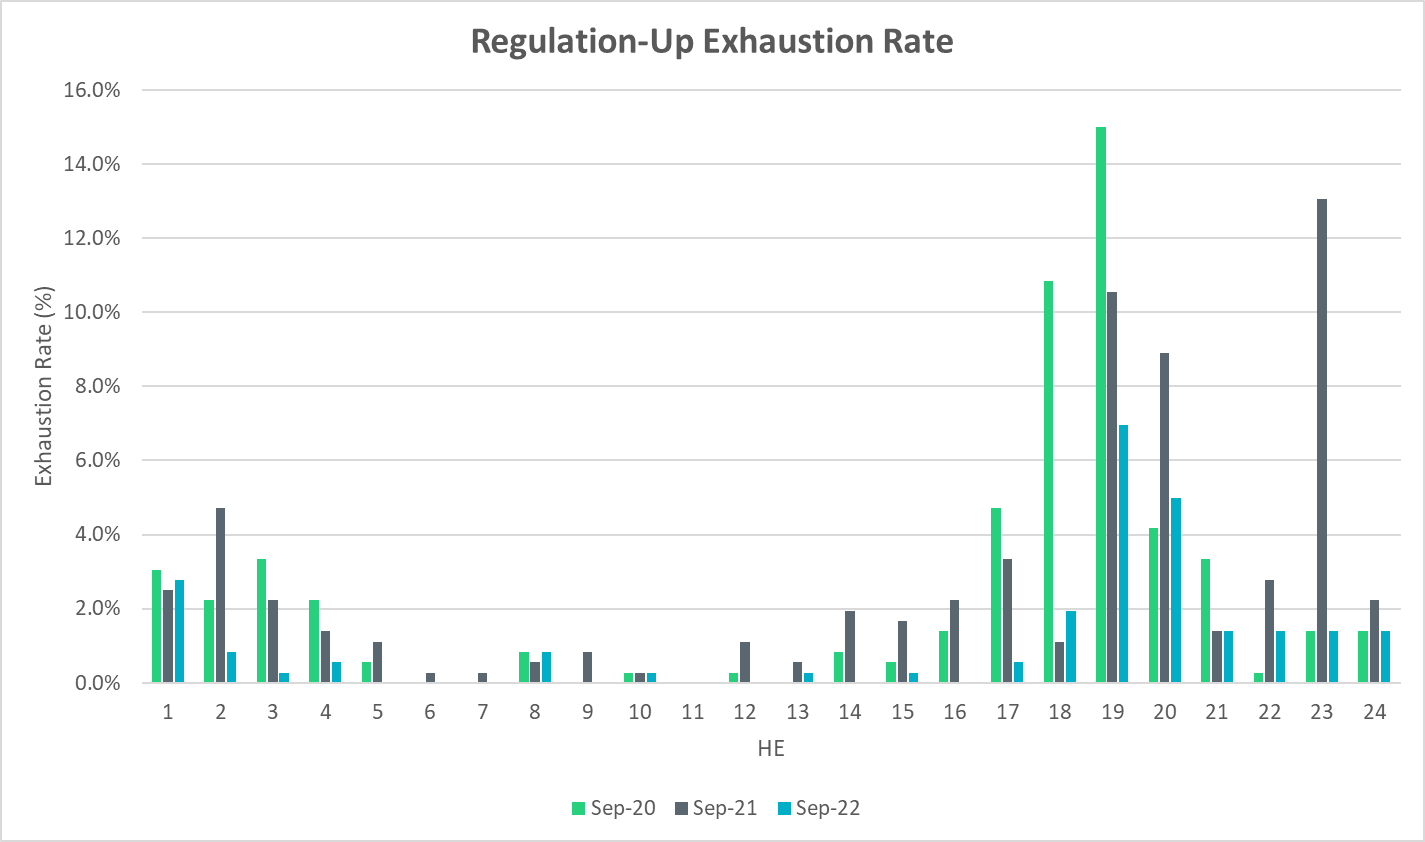 Regulation-Up Exhaustion Rate
16.0%
14.0%
12.0%
10.0%
8.0%
6.0%
4.0%
2.0%
0.0%
Exhaustion Rate (%)
1 2 3 4 5 6 7 8 9 10 11 12 13 14 15 16 17 18 19 20 21 22 23 24
HE
Sep-20 Sep-21 Sep-22